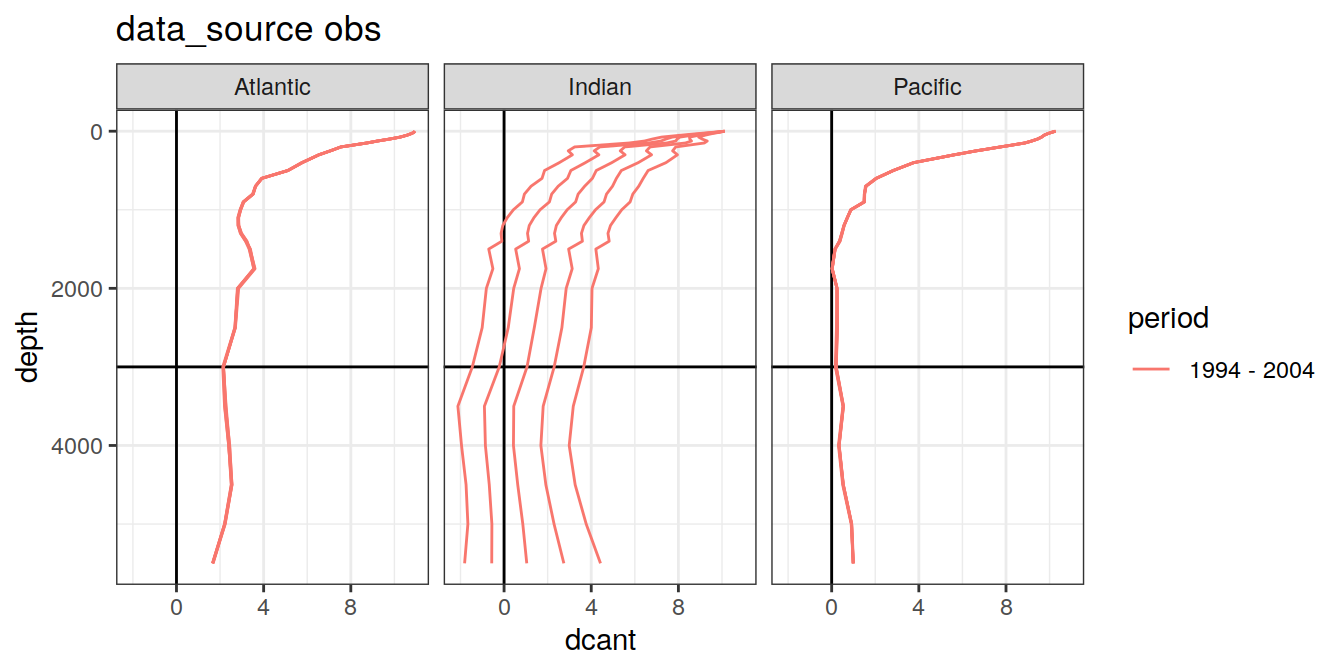 data_source obs
Atlantic Indian Pacific
0
2000
4000
depth
0 4 8 0 4 8 0 4 8
dcant
period
1994 - 2004